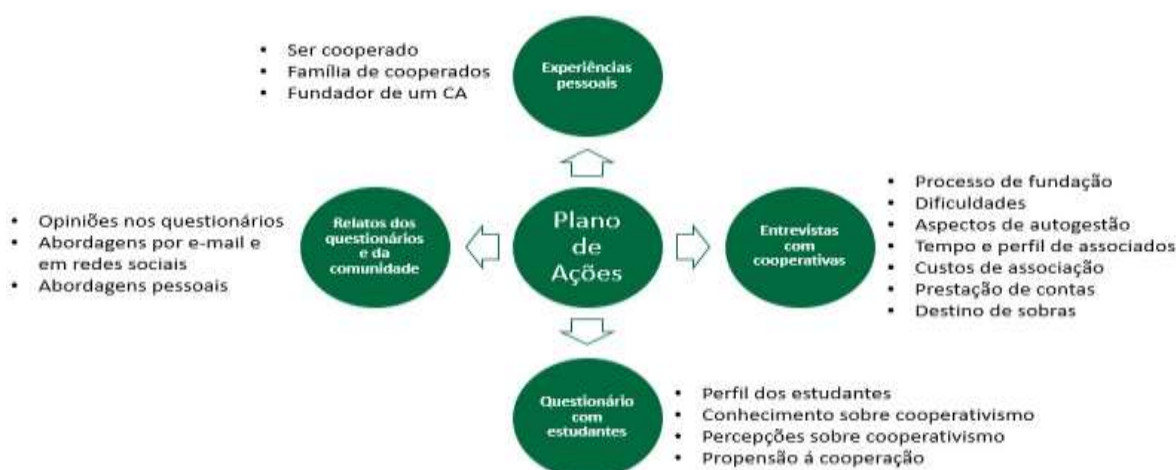 • Ser cooperado
• Família de cooperados
• Fundador de um CA
Experiências
pessoais
• Opiniões nos questionários
• Abordagens por e-mail e
em redes sociais
• Abordagens pessoais
Relatos dos
questionários
e da
comunidade
Plano
de
Ações
Entrevistas
com
cooperativas
• Processo de fundação
• Dificuldades
• Aspectos de autogestão
• Tempo e perfil de associados
• Custos de associação
• Prestação de contas
• Destino de sobras
Questionário
com
estudantes
• Perfil dos estudantes
• Conhecimento sobre cooperativismo
• Percepções sobre cooperativismo
• Propensão á cooperação